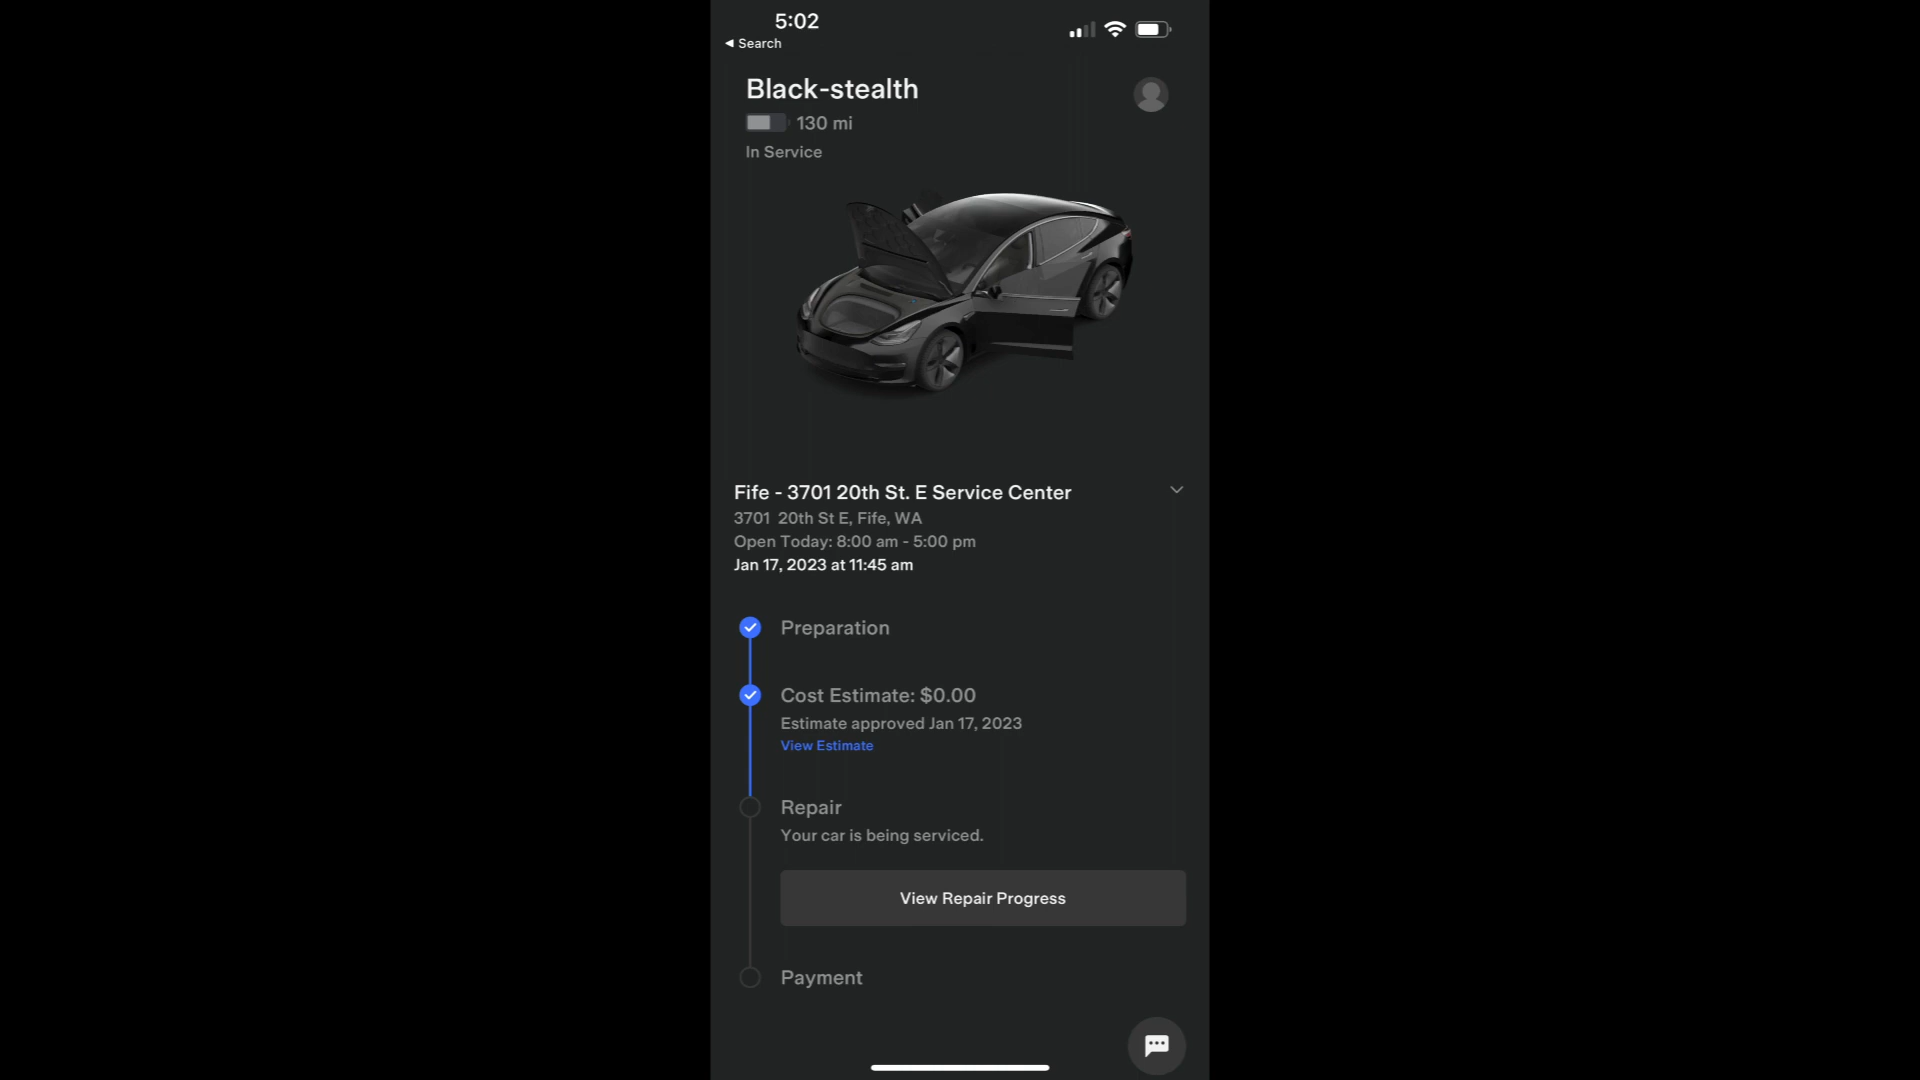 5:02
◀ Search
Black-stealth
130 mi
In Service
Fife - 3701 20th St. E Service Center
3701  20th St E, Fife, WA
Open Today: 8:00 am - 5:00 pm
Jan 17, 2023 at 11:45 am
Preparation
Cost Estimate: $0.00
Estimate approved Jan 17, 2023
View Estimate
Repair
Your car is being serviced.
View Repair Progress
Payment